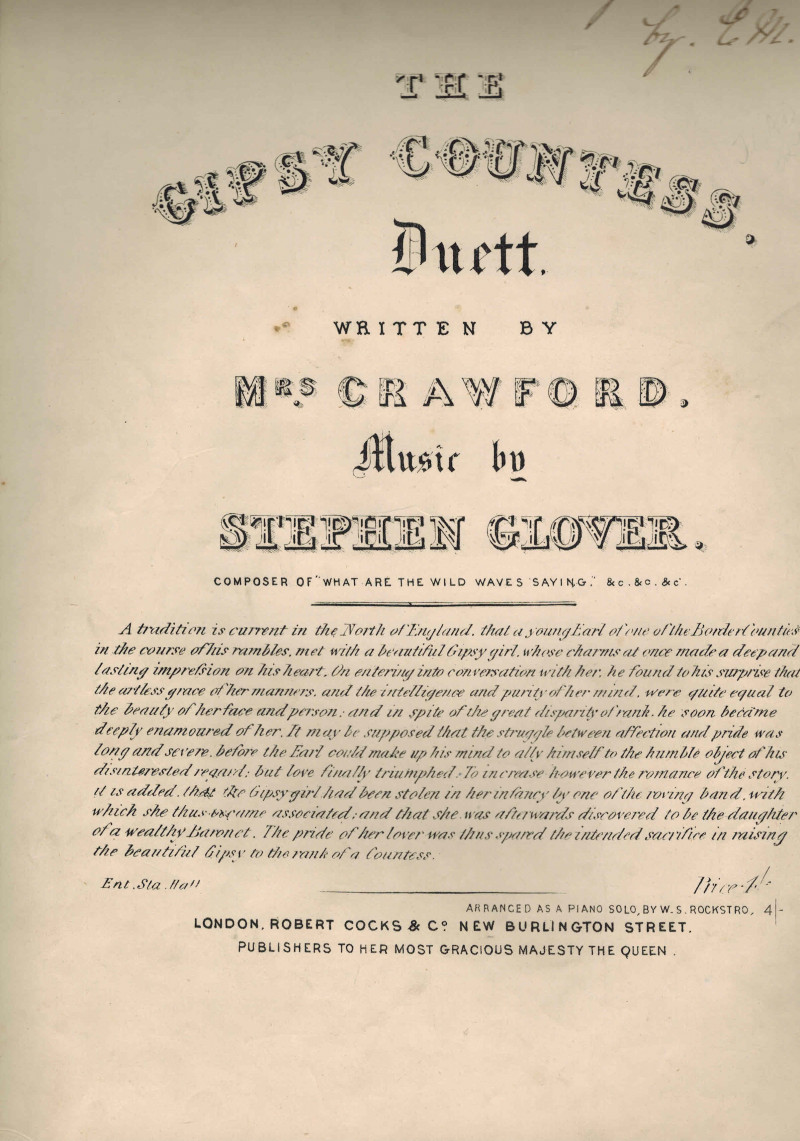 by. E M.
THE
GIPSY COUNTESS,
Duett.
WRITTEN BY
MRS. CRAWFORD.
Music by
STEPHEN GLOVER.
COMPOSER OF "WHAT ARE THE WILD WAVES SAYING," &c. &c. &c.
A tradition is current in the North of England, that a young Earl of one of the Border Counties
in the course of his rambles, met with a beautiful Gipsy girl, whose charms at once made a deep and
lasting impreſsion on his heart. On entering into conversation with her, he found to his surprise that
the artless grace of her manners, and the intelligence and purity of her mind, were quite equal to
the beauty of her face and person; and in spite of the great disparity of rank, he soon became
deeply enamoured of her. It may be supposed that the struggle between affection and pride was
long and severe, before the Earl could make up his mind to ally himself to the humble object of his
disinterested regard; but love finally triumphed. To increase however the romance of the story,
it is added, that the Gipsy girl had been stolen in her infancy by one of the roving band, with
which she thus became associated; and that she was afterwards discovered to be the daughter
of a wealthy Baronet. The pride of her lover was thus spared the intended sacrifice in raising
the beautiful Gipsy to the rank of a Countess.
Ent. Sta. Hall
Price
ARRANGED AS A PIANO SOLO, BY W. S. ROCKSTRO, 4/-
LONDON, ROBERT COCKS & Co. NEW BURLINGTON STREET.
PUBLISHERS TO HER MOST GRACIOUS MAJESTY THE QUEEN.